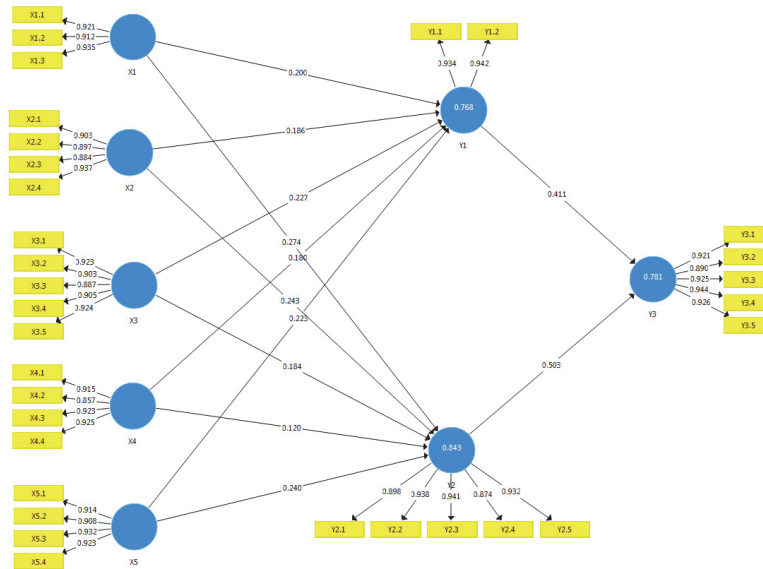 X1.1
X1.2
X1.3
0.921
0.912
0.935
X1
X2.1
X2.2
X2.3
X2.4
0.903
0.897
0.884
0.937
X2
X3.1
X3.2
X3.3
X3.4
X3.5
0.923
0.903
0.887
0.905
0.924
X3
X4.1
X4.2
X4.3
X4.4
0.915
0.857
0.923
0.925
X4
X5.1
X5.2
X5.3
X5.4
0.914
0.908
0.932
0.923
X5
0.200
0.186
0.227
0.274
0.180
0.243
0.223
0.184
0.120
0.240
Y1.1
Y1.2
0.934
0.942
0.768
Y1
0.411
0.503
0.843
Y2
0.898
0.938
0.941
0.874
0.932
Y2.1
Y2.2
Y2.3
Y2.4
Y2.5
0.781
Y3
0.921
0.890
0.925
0.944
0.926
Y3.1
Y3.2
Y3.3
Y3.4
Y3.5